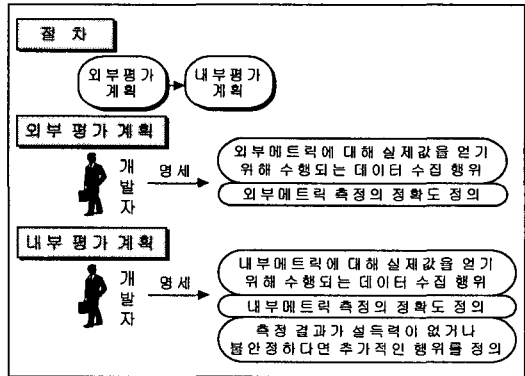 절 차
외부평가
계획
내부평가
계획
외부 평가 계획
개
발
자
명세
외부메트릭에 대해 실제값을 얻기
위해 수행되는 데이터 수집 행위
외부메트릭 측정의 정확도 정의
내부 평가 계획
개
발
자
명세
내부메트릭에 대해 실제값을 얻기
위해 수행되는 데이터 수집 행위
내부메트릭 측정의 정확도 정의
측정 결과가 설득력이 없거나
불안정하다면 추가적인 행위를 정의